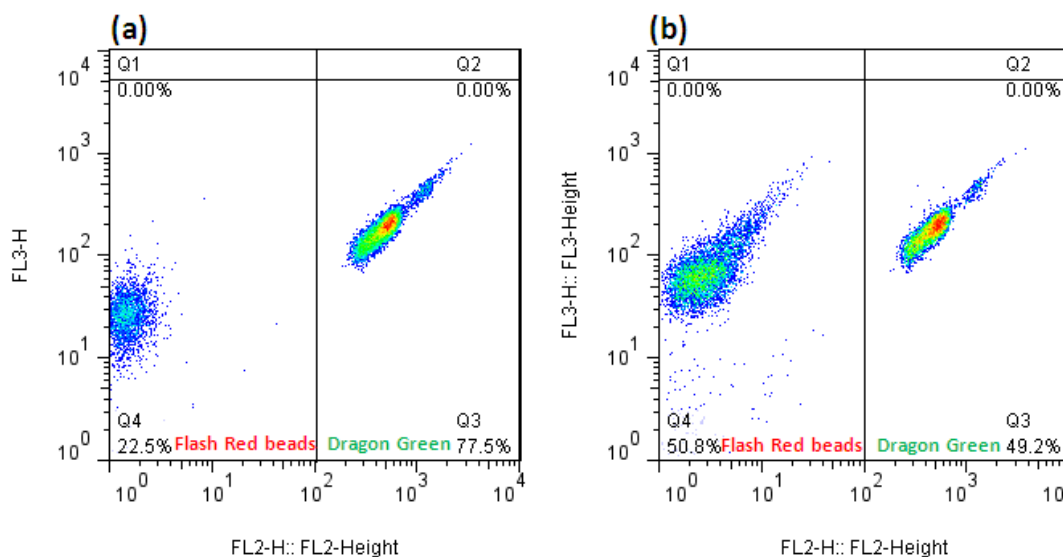 (a)
Q1
0.00%
Q2
0.00%
10^4
10^3
10^2
10^1
10^0
FL3-H
Q4
22.5%
Flash Red beads
Dragon Green
Q3
77.5%
10^0
10^1
10^2
10^3
10^4
FL2-H:: FL2-Height
(b)
Q1
0.00%
Q2
0.00%
10^4
10^3
10^2
10^1
10^0
FL3-H:: FL3-Height
Q4
50.8%
Flash Red beads
Dragon Green
Q3
49.2%
10^0
10^1
10^2
10^3
FL2-H:: FL2-Height